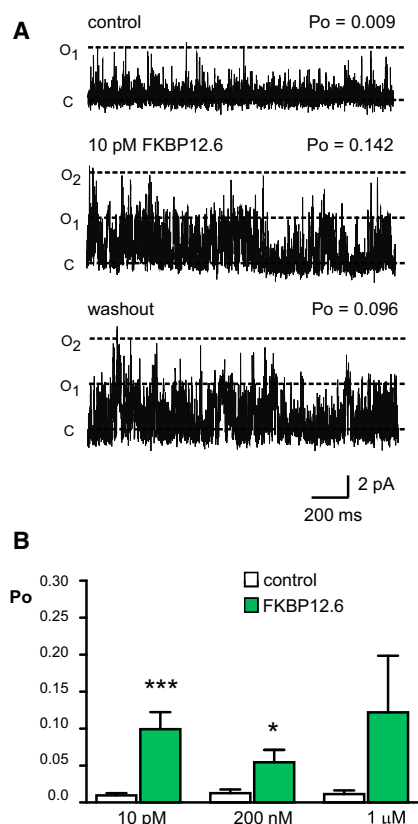 A
control Po = 0.009
O1
C
10 pM FKBP12.6 Po = 0.142
O2
O1
C
washout Po = 0.096
O2
O1
C
2 pA
200 ms
B
Po
0.30
0.25
0.20
0.15
0.10
0.05
0.0
control
FKBP12.6
***
*
10 pM 200 nM 1 µM